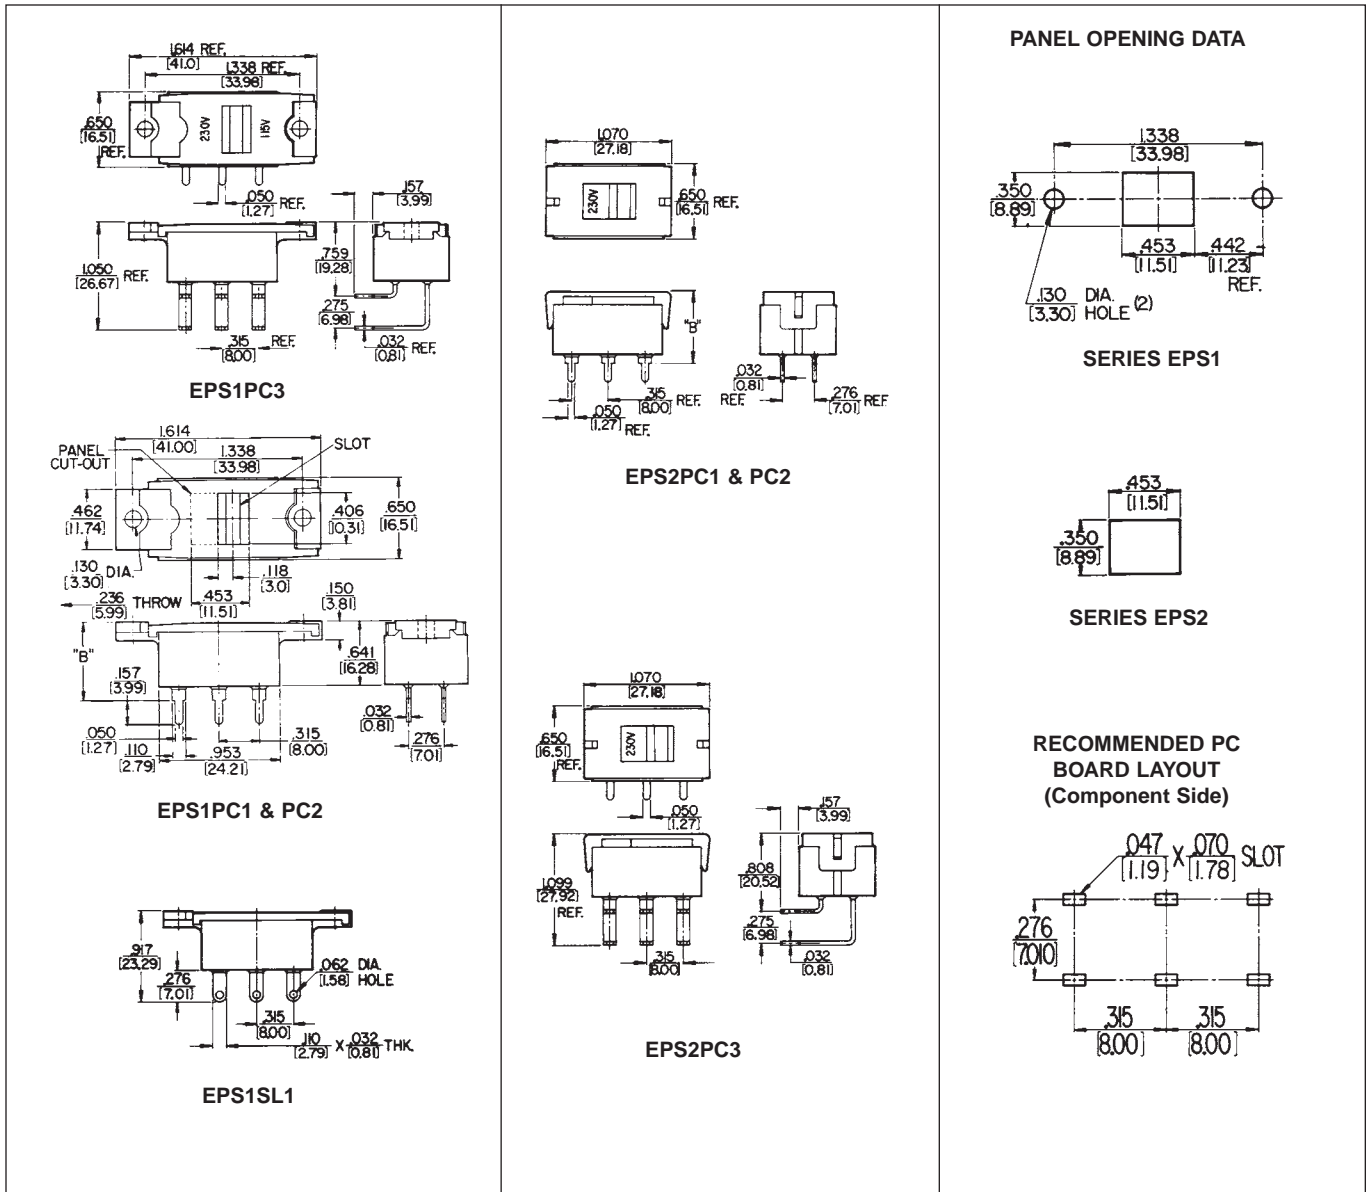 1.614 REF.
[41.0]
1.338 REF.
[33.98]
.650
[16.51]
REF.
230V
115V
.050 REF.
[1.27]
.157
[3.99]
1.050 REF.
[26.67]
.759
[19.28]
.275
[6.98]
.315 REF.
[8.00]
.032 REF.
[0.81]
EPS1PC3
1.614
[41.00]
PANEL
CUT-OUT
1.338
[33.98]
SLOT
.462
[11.74]
.406
[10.31]
.650
[16.51]
.130 DIA.
[3.30]
.118
[3.0]
.236 THROW
[5.99]
.453
[11.51]
.150
[3.81]
"B"
.157
[3.99]
.641
[16.28]
.050
[1.27]
.110
[2.79]
.953
[24.21]
.315
[8.00]
.032
[0.81]
.276
[7.01]
EPS1PC1 & PC2
.917
[23.29]
.276
[7.01]
.062 DIA.
[1.58] HOLE
.315
[8.00]
.110 X .032 THK.
[2.79] [0.81]
EPS1SL1
1.070
[27.18]
230V
.650 REF.
[16.51]
"B"
.315 REF.
[8.00]
.050 REF.
[1.27]
.032
[0.81]
REF.
.276 REF.
[7.01]
EPS2PC1 & PC2
1.070
[27.18]
.650
[16.51]
REF.
230V
.050
[1.27]
.157
[3.99]
1.099
[27.92]
REF.
.808
[20.52]
.275
[6.98]
.315
[8.00]
.032
[0.81]
EPS2PC3
PANEL OPENING DATA
1.338
[33.98]
.350
[8.89]
.453
[11.51]
.442
[11.23]
REF.
.130 DIA.
[3.30] HOLE (2)
SERIES EPS1
.453
[11.51]
.350
[8.89]
SERIES EPS2
RECOMMENDED PC
BOARD LAYOUT
(Component Side)
.047 X .070 SLOT
[1.19] [1.78]
.276
[7.010]
.315
[8.00]
.315
[8.00]